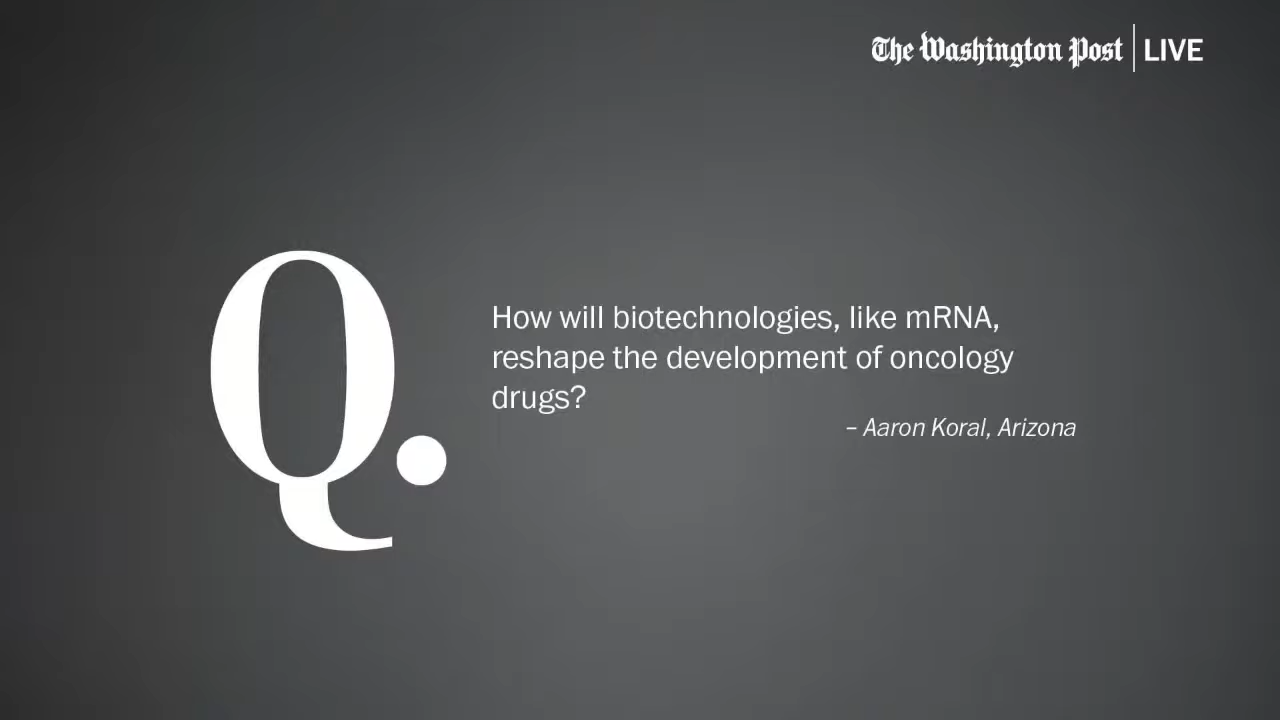 The Washington Post | LIVE
Q.
How will biotechnologies, like mRNA,
reshape the development of oncology
drugs?
– Aaron Koral, Arizona